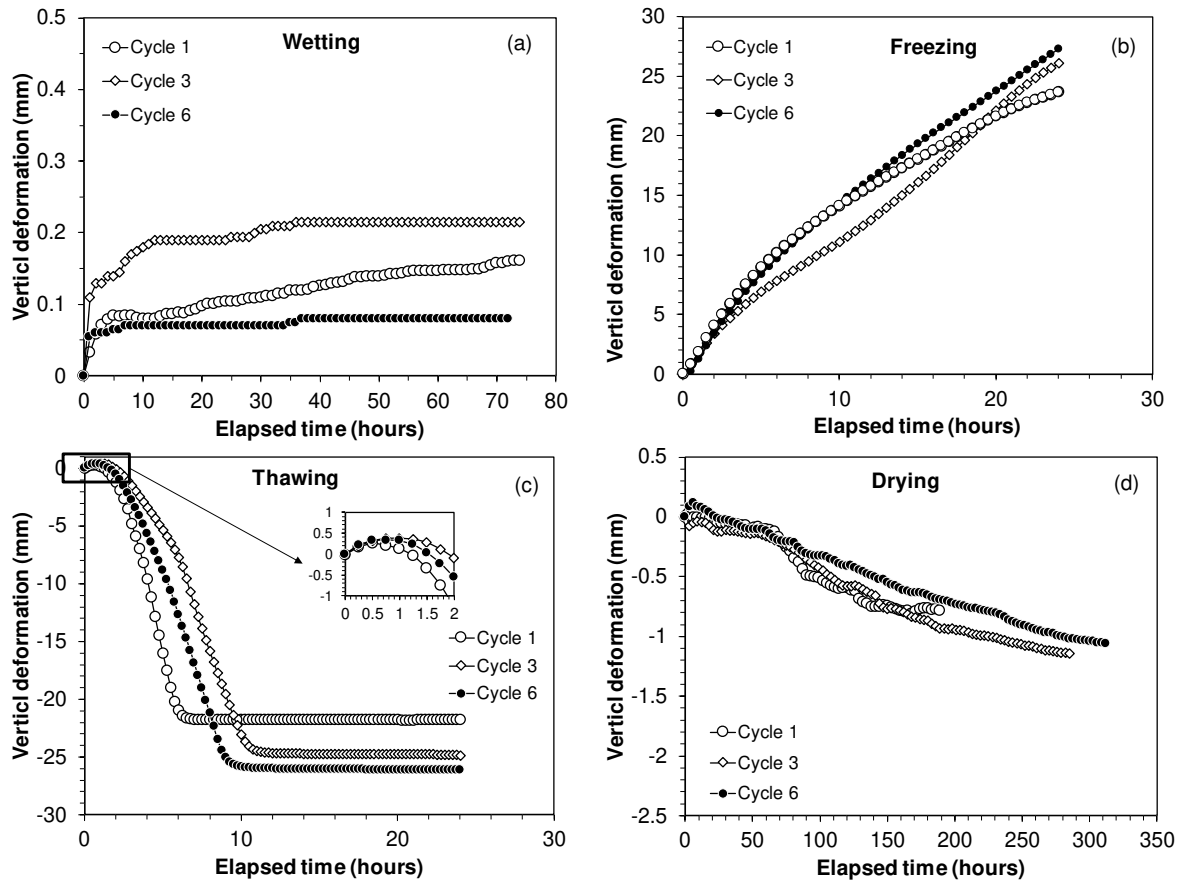 Wetting
(a)
Cycle 1
Cycle 3
Cycle 6
0.5
0.4
0.3
0.2
0.1
0
0 10 20 30 40 50 60 70 80
Verticl deformation (mm)
Elapsed time (hours)
Freezing
(b)
Cycle 1
Cycle 3
Cycle 6
30
25
20
15
10
5
0
0 10 20 30
Verticl deformation (mm)
Elapsed time (hours)
Thawing
(c)
0
-5
-10
-15
-20
-25
-30
1
0.5
0
-0.5
-1
0 0.5 1 1.5 2
Cycle 1
Cycle 3
Cycle 6
0 10 20 30
Verticl deformation (mm)
Elapsed time (hours)
Drying
(d)
0.5
0
-0.5
-1
-1.5
-2
-2.5
Cycle 1
Cycle 3
Cycle 6
0 50 100 150 200 250 300 350
Verticl deformation (mm)
Elapsed time (hours)